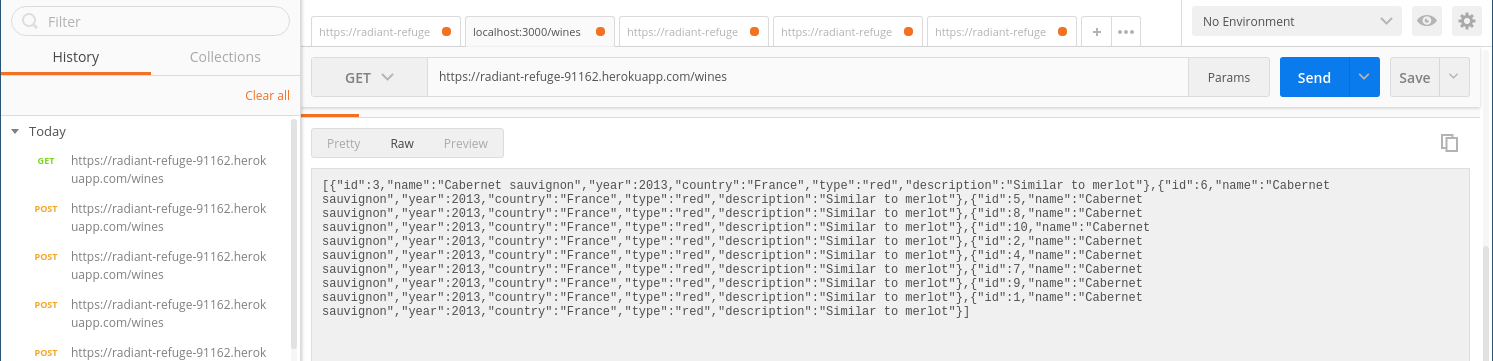 Filter
History
Collections
Clear all
Today
GET
https://radiant-refuge-91162.herok
uapp.com/wines
POST
https://radiant-refuge-91162.herok
uapp.com/wines
POST
https://radiant-refuge-91162.herok
uapp.com/wines
POST
https://radiant-refuge-91162.herok
uapp.com/wines
POST
https://radiant-refuge-91162.herok
https://radiant-refuge
localhost:3000/wines
https://radiant-refuge
https://radiant-refuge
https://radiant-refuge
No Environment
GET
https://radiant-refuge-91162.herokuapp.com/wines
Params
Send
Save
Pretty
Raw
Preview
[{"id":3,"name":"Cabernet sauvignon","year":2013,"country":"France","type":"red","description":"Similar to merlot"},{"id":6,"name":"Cabernet
sauvignon","year":2013,"country":"France","type":"red","description":"Similar to merlot"},{"id":5,"name":"Cabernet
sauvignon","year":2013,"country":"France","type":"red","description":"Similar to merlot"},{"id":8,"name":"Cabernet
sauvignon","year":2013,"country":"France","type":"red","description":"Similar to merlot"},{"id":10,"name":"Cabernet
sauvignon","year":2013,"country":"France","type":"red","description":"Similar to merlot"},{"id":2,"name":"Cabernet
sauvignon","year":2013,"country":"France","type":"red","description":"Similar to merlot"},{"id":4,"name":"Cabernet
sauvignon","year":2013,"country":"France","type":"red","description":"Similar to merlot"},{"id":7,"name":"Cabernet
sauvignon","year":2013,"country":"France","type":"red","description":"Similar to merlot"},{"id":9,"name":"Cabernet
sauvignon","year":2013,"country":"France","type":"red","description":"Similar to merlot"},{"id":1,"name":"Cabernet
sauvignon","year":2013,"country":"France","type":"red","description":"Similar to merlot"}]